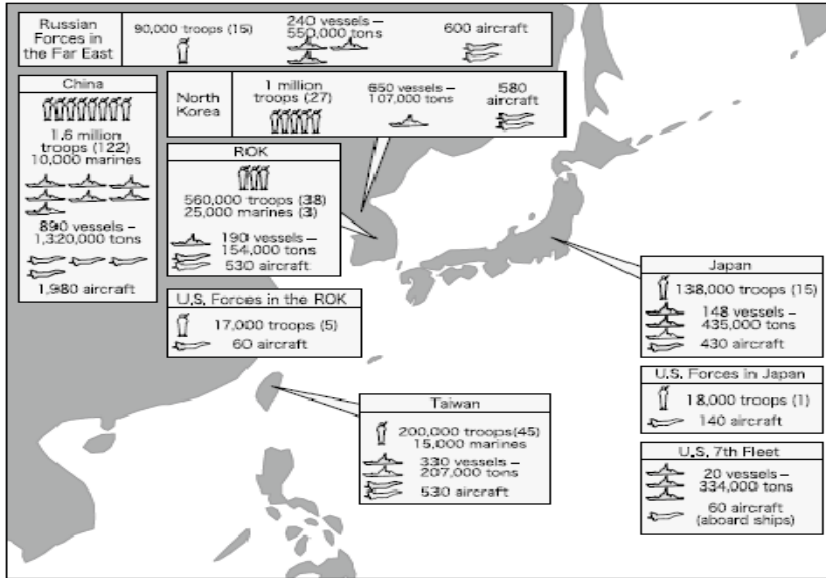 Russian
Forces in
the Far East
90,000 troops (15)
240 vessels –
550,000 tons
600 aircraft
China
1.6 million
troops (122)
10,000 marines
890 vessels –
1,320,000 tons
1,980 aircraft
North
Korea
1 million
troops (27)
650 vessels –
107,000 tons
580
aircraft
ROK
560,000 troops (38)
25,000 marines (3)
190 vessels –
154,000 tons
530 aircraft
U.S. Forces in the ROK
17,000 troops (5)
60 aircraft
Taiwan
200,000 troops(45)
15,000 marines
330 vessels –
207,000 tons
530 aircraft
Japan
138,000 troops (15)
148 vessels –
435,000 tons
430 aircraft
U.S. Forces in Japan
18,000 troops (1)
140 aircraft
U.S. 7th Fleet
20 vessels –
334,000 tons
60 aircraft
(aboard ships)